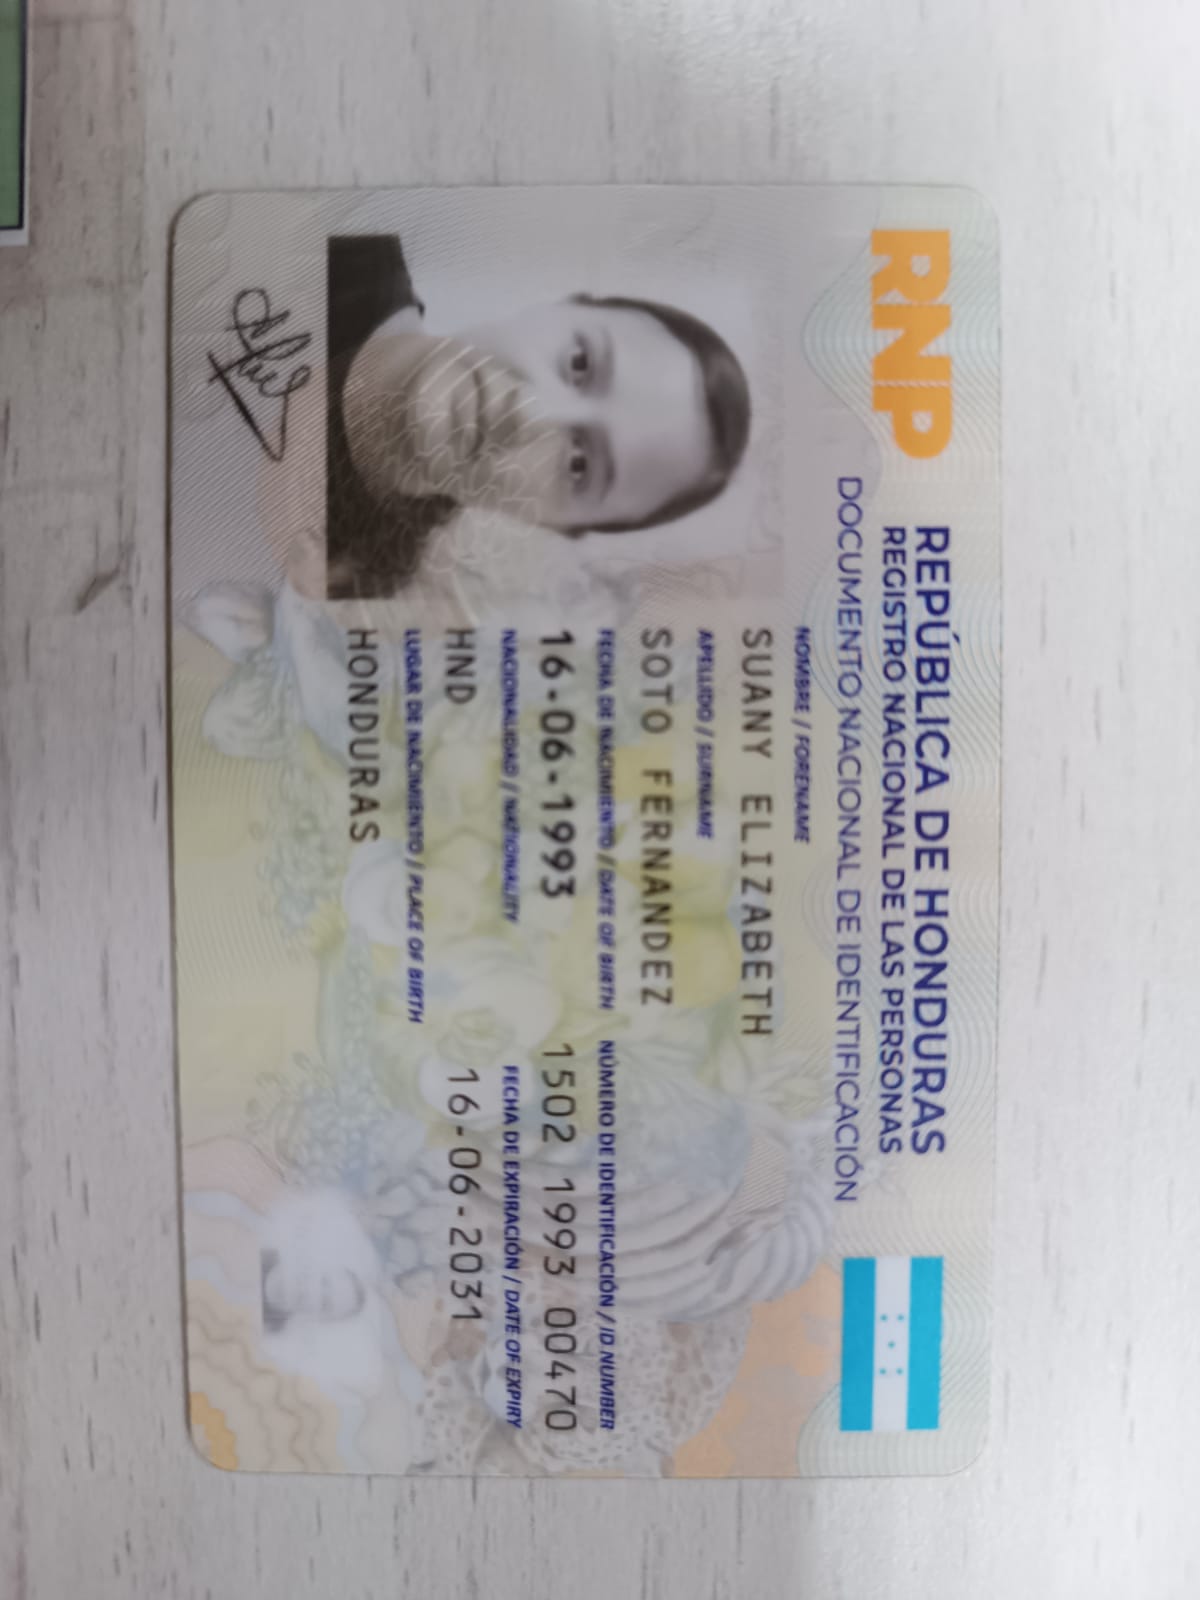 RNP
REPÚBLICA DE HONDURAS
REGISTRO NACIONAL DE LAS PERSONAS
DOCUMENTO NACIONAL DE IDENTIFICACIÓN
NOMBRE / FORENAME
SUANY ELIZABETH
APELLIDO / SURNAME
SOTO FERNANDEZ
FECHA DE NACIMIENTO / DATE OF BIRTH NÚMERO DE IDENTIFICACIÓN / ID NUMBER
16-06-1993 1502 1993 00470
NACIONALIDAD / NATIONALITY FECHA DE EXPIRACIÓN / DATE OF EXPIRY
HND 16-06-2031
LUGAR DE NACIMIENTO / PLACE OF BIRTH
HONDURAS